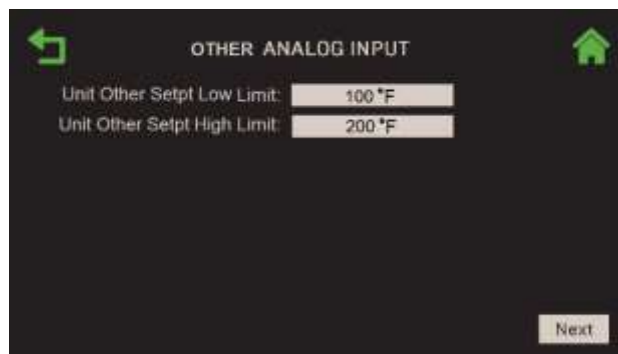 OTHER ANALOG INPUT
Unit Other Setpt Low Limit: 100 °F
Unit Other Setpt High Limit: 200 °F
Next